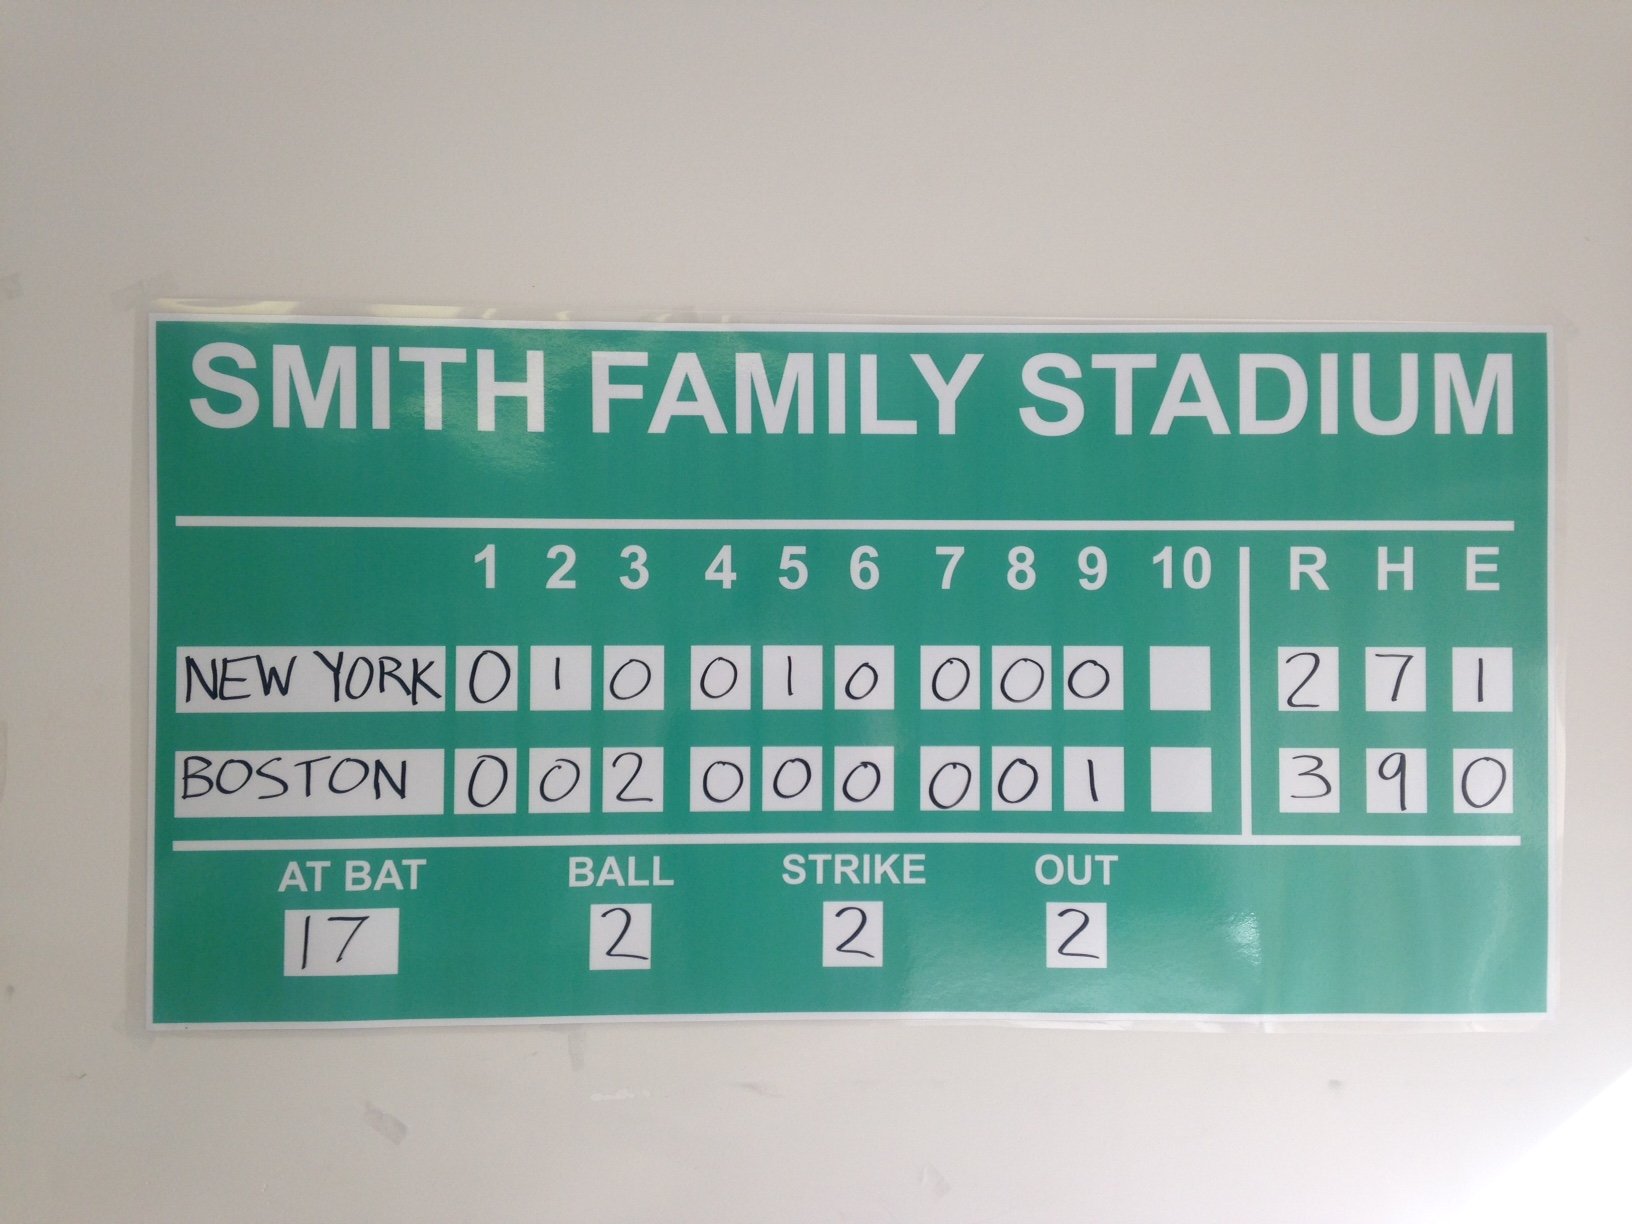 SMITH FAMILY STADIUM
1 2 3 4 5 6 7 8 9 10 R H E
NEW YORK 0 1 0 0 1 0 0 0 0 2 7 1
BOSTON 0 0 2 0 0 0 0 0 1 3 9 0
AT BAT BALL STRIKE OUT
17 2 2 2